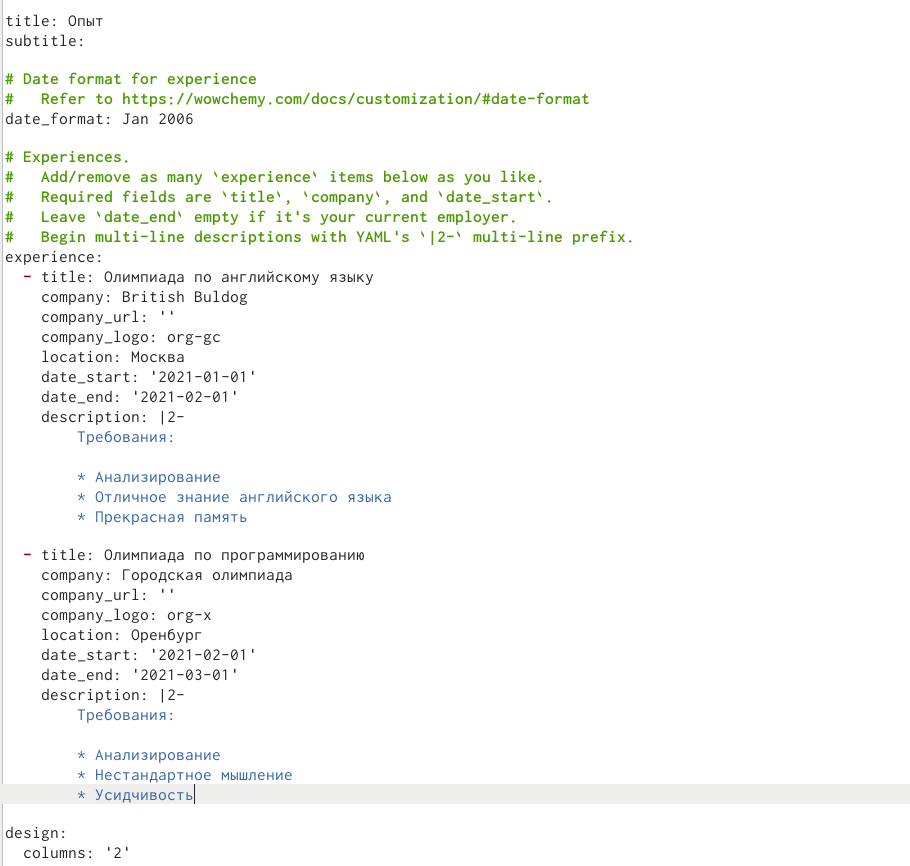 title: Опыт
subtitle:
# Date format for experience
#   Refer to https://wowchemy.com/docs/customization/#date-format
date_format: Jan 2006
# Experiences.
#   Add/remove as many `experience` items below as you like.
#   Required fields are `title`, `company`, and `date_start`.
#   Leave `date_end` empty if it's your current employer.
#   Begin multi-line descriptions with YAML's `|2-` multi-line prefix.
experience:
  - title: Олимпиада по английскому языку
    company: British Buldog
    company_url: ''
    company_logo: org-gc
    location: Москва
    date_start: '2021-01-01'
    date_end: '2021-02-01'
    description: |2-
        Требования:
        * Анализирование
        * Отличное знание английского языка
        * Прекрасная память
  - title: Олимпиада по программированию
    company: Городская олимпиада
    company_url: ''
    company_logo: org-x
    location: Оренбург
    date_start: '2021-02-01'
    date_end: '2021-03-01'
    description: |2-
        Требования:
        * Анализирование
        * Нестандартное мышление
        * Усидчивость
design:
  columns: '2'